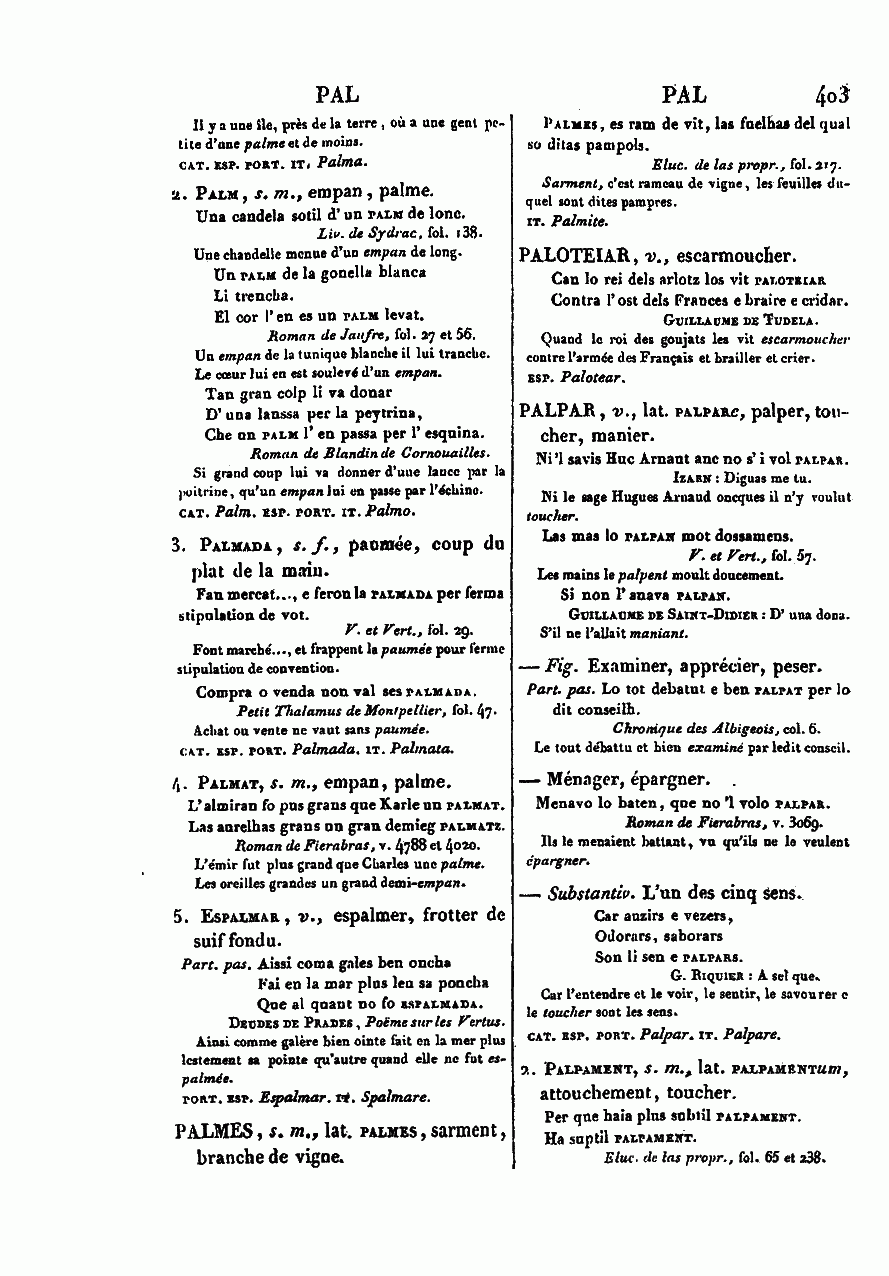 PAL
Il y a une île, près de la terre, où a une gent pe-
tite d'une palme et de moins.
CAT. ESP. PORT. IT. Palma.
2. PALM, s. m., empan, palme.
Una candela sotil d' un PALM de lonc.
Liv. de Sydrac, fol. 138.
Une chandelle menue d'un empan de long.
Un PALM de la gonella blanca
Li trencha.
El cor l' en es un PALM levat.
Roman de Jaufre, fol. 27 et 56.
Un empan de la tunique blanche il lui tranche.
Le cœur lui en est soulevé d'un empan.
Tan gran colp li va donar
D' una lanssa per la peytrina,
Che un PALM l' en passa per l' esquina.
Roman de Blandin de Cornouailles.
Si grand coup lui va donner d'une lance par la
poitrine, qu'un empan lui en passe par l'échine.
CAT. Palm. ESP. PORT. IT. Palmo.
3. PALMADA, s. f., paumée, coup du
plat de la main.
Fan mercat..., e feron la PALMADA per ferma
stipulation de vot.
V. et Vert., fol. 29.
Font marché..., et frappent la paumée pour ferme
stipulation de convention.
Compra o venda non val ses PALMADA.
Petit Thalamus de Montpellier, fol. 47.
Achat ou vente ne vaut sans paumée.
CAT. ESP. PORT. Palmada. IT. Palmata.
4. PALMAT, s. m., empan, palme.
L'almiran fo pus grans que Karle un PALMAT.
Las aurelhas grans un gran demieg PALMATZ.
Roman de Fierabras, v. 4788 et 4020.
L'émir fut plus grand que Charles une palme.
Les oreilles grandes un grand demi-empan.
5. ESPALMAR, v., espalmer, frotter de
suif fondu.
Part. pas. Aissi coma gales ben oncha
Fai en la mar plus leu sa poncha
Que al quant no fo ESPALMADA.
DEUDES DE PRADES, Poëme sur les Vertus.
Ainsi comme galère bien ointe fait en la mer plus
lestement sa pointe qu'autre quand elle ne fut es-
palmée.
PORT. ESP. Espalmar. IT. Spalmare.
PALMES, s. m., lat. PALMES, sarment,
branche de vigne.
PAL 403
PALMES, es ram de vit, las fuelhas del qual
so ditas pampols.
Eluc. de las propr., fol. 217.
Sarment, c'est rameau de vigne, les feuilles du-
quel sont dites pampres.
IT. Palmite.
PALOTEIAR, v., escarmoucher.
Can lo rei dels arlotz los vit PALOTEIAR
Contra l' ost dels Frances e braire e cridar.
GUILLAUME DE TUDELA.
Quand le roi des goujats les vit escarmoucher
contre l'armée des Français et brailler et crier.
ESP. Palotear.
PALPAR, v., lat. PALPARe, palper, tou-
cher, manier.
Ni 'l savis Huc Arnaut anc no s' i vol PALPAR.
IZARN : Diguas me tu.
Ni le sage Hugues Arnaud oncques il n'y voulut
toucher.
Las mas lo PALPAN mot dossamens.
V. et Vert., fol. 57.
Les mains le palpent moult doucement.
Si non l' anava PALPAN.
GUILLAUME DE SAINT-DIDIER : D' una dona.
S'il ne l'allait maniant.
— Fig. Examiner, apprécier, peser.
Part. pas. Lo tot debatut e ben PALPAT per lo
dit conseilh.
Chronique des Albigeois, col. 6.
Le tout débattu et bien examiné par ledit conseil.
— Ménager, épargner.
Menavo lo baten, que no 'l volo PALPAR.
Roman de Fierabras, v. 3069.
Ils le menaient battant, vu qu'ils ne le veulent
épargner.
— Substantiv. L'un des cinq sens.
Car auzirs e vezers,
Odorars, saborars
Son li sen e PALPARS.
G. RIQUIER : A sel que.
Car l'entendre et le voir, le sentir, le savourer e
le toucher sont les sens.
CAT. ESP. PORT. Palpar. IT. Palpare.
2. PALPAMENT, s. m., lat. PALPAMENTum,
attouchement, toucher.
Per que haia plus subtil PALPAMENT.
Ha suptil PALPAMENT.
Eluc. de las propr., fol. 65 et 238.